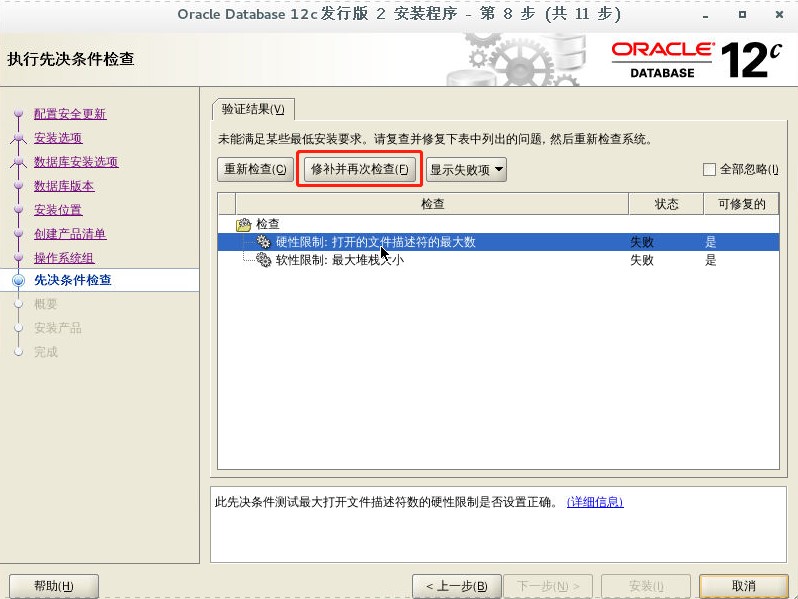 Oracle Database 12c 发行版 2 安装程序 - 第 8 步 (共 11 步)
执行先决条件检查
ORACLE
DATABASE
12c
配置安全更新
安装选项
数据库安装选项
数据库版本
安装位置
创建产品清单
操作系统组
先决条件检查
概要
安装产品
完成
验证结果(V)
未能满足某些最低安装要求。请复查并修复下表中列出的问题, 然后重新检查系统。
重新检查(C) 修补并再次检查(F) 显示失败项 全部忽略(I)
检查 状态 可修复的
检查
硬性限制: 打开的文件描述符的最大数 失败 是
软性限制: 最大堆栈大小 失败 是
此先决条件测试最大打开文件描述符数的硬性限制是否设置正确。 (详细信息)
帮助(H) < 上一步(B) 下一步(N) > 安装(I) 取消